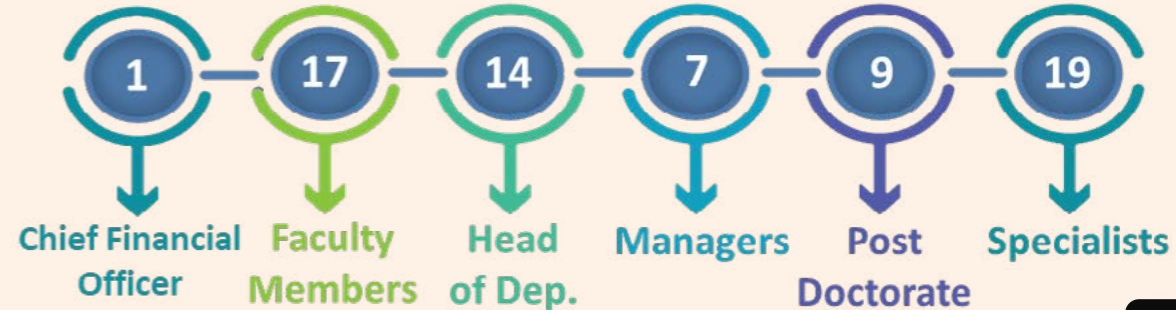 1 17 14 7 9 19
Chief Financial Faculty Head Managers Post Specialists
Officer Members of Dep. Doctorate